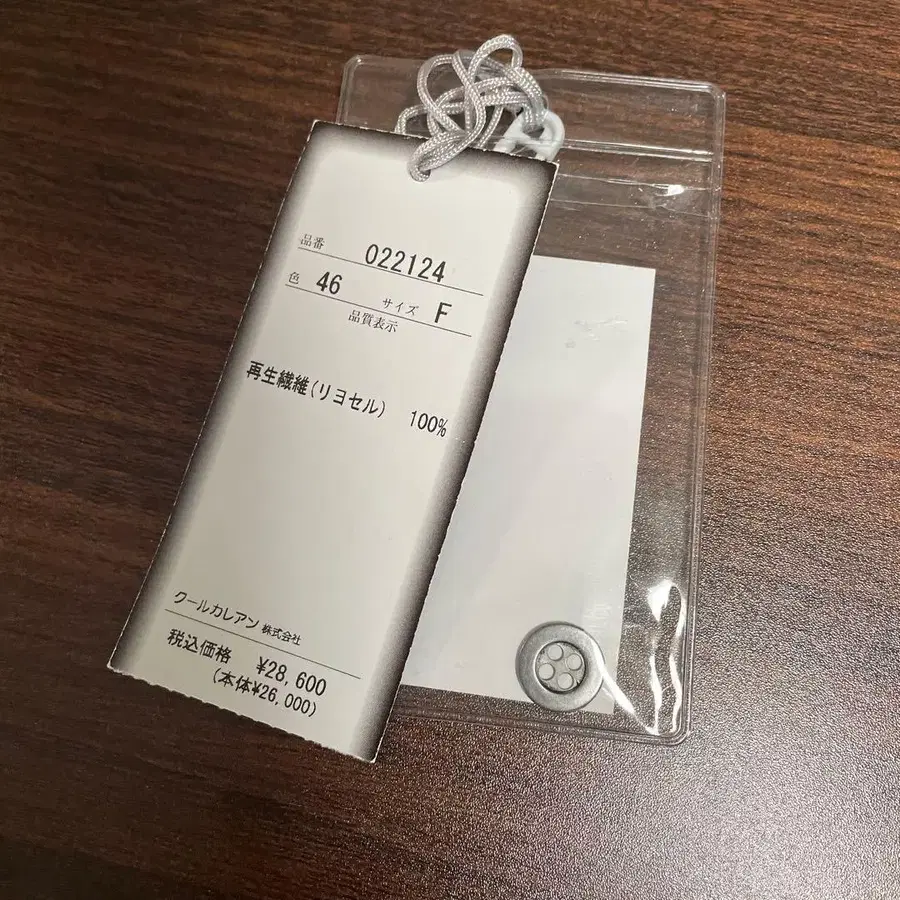 品番 022124
色 46 サイズ F
品質表示
再生繊維(リヨセル) 100%
クールカレアン 株式会社
税込価格 ¥28,600
(本体¥26,000)